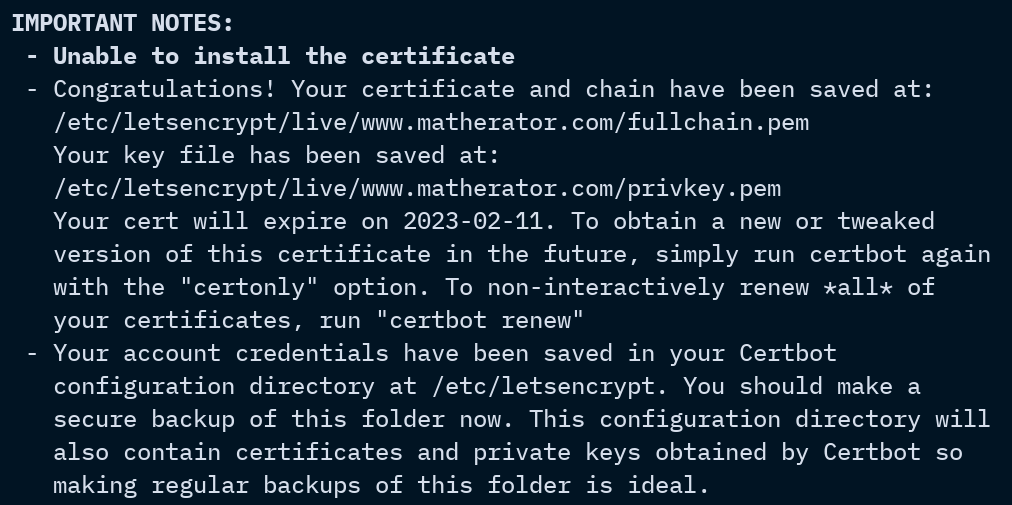 IMPORTANT NOTES:
- Unable to install the certificate
- Congratulations! Your certificate and chain have been saved at:
/etc/letsencrypt/live/www.matherator.com/fullchain.pem
Your key file has been saved at:
/etc/letsencrypt/live/www.matherator.com/privkey.pem
Your cert will expire on 2023-02-11. To obtain a new or tweaked
version of this certificate in the future, simply run certbot again
with the "certonly" option. To non-interactively renew *all* of
your certificates, run "certbot renew"
- Your account credentials have been saved in your Certbot
configuration directory at /etc/letsencrypt. You should make a
secure backup of this folder now. This configuration directory will
also contain certificates and private keys obtained by Certbot so
making regular backups of this folder is ideal.